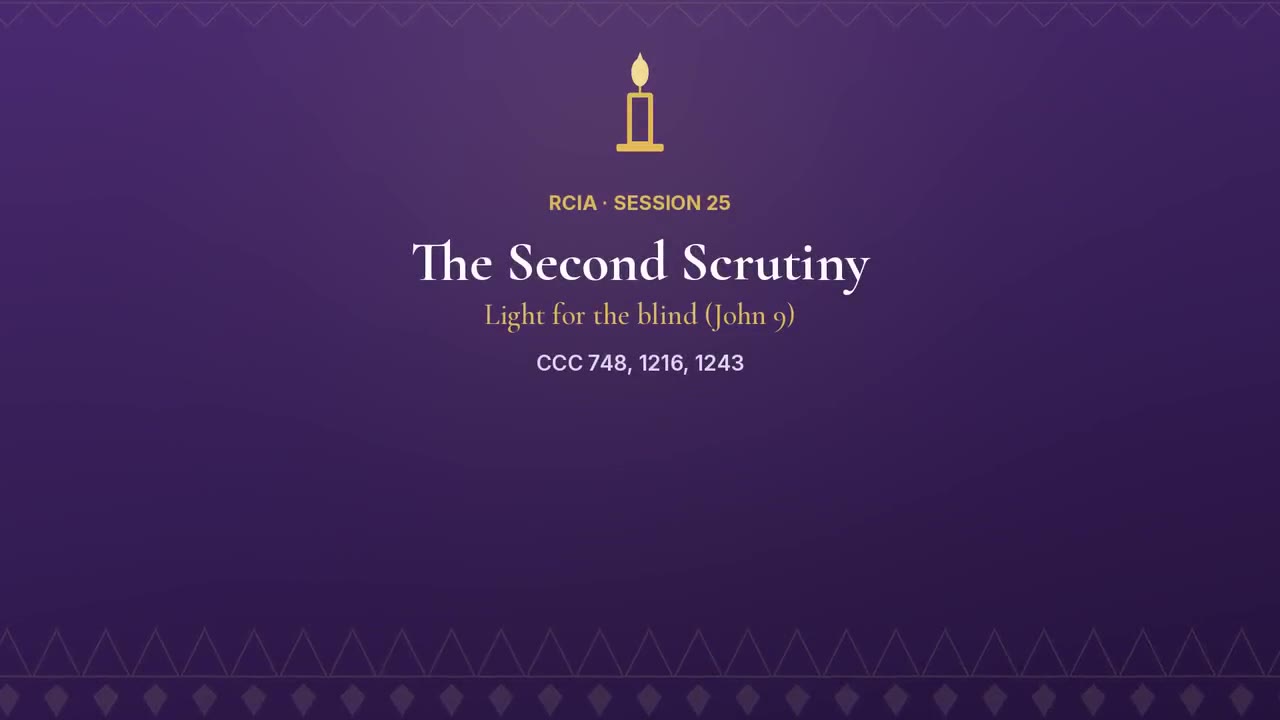 RCIA · SESSION 25
The Second Scrutiny
Light for the blind (John 9)
CCC 748, 1216, 1243